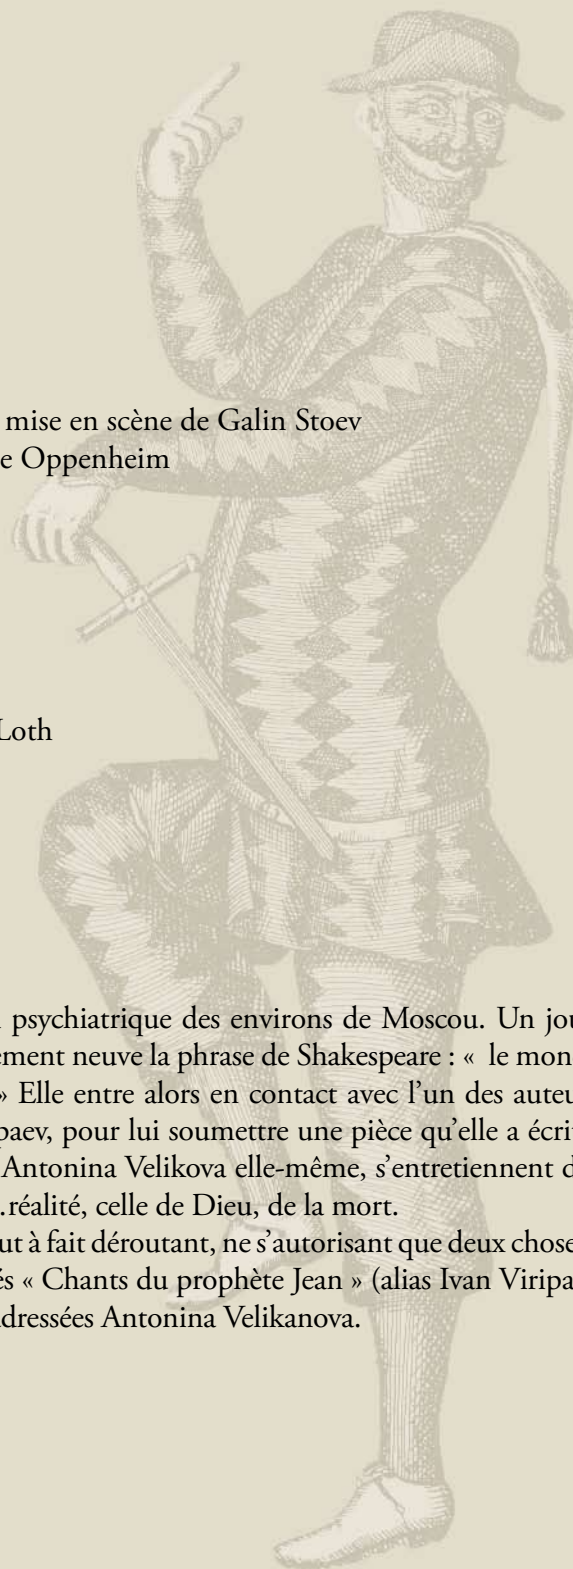 mise en scène de Galin Stoev
e Oppenheim
Loth
psychiatrique des environs de Moscou. Un jou
ement neuve la phrase de Shakespeare : « le mon
» Elle entre alors en contact avec l’un des auteu
paev, pour lui soumettre une pièce qu’elle a écrit
Antonina Velikova elle-même, s’entretiennent d
.réalité, celle de Dieu, de la mort.
ut à fait déroutant, ne s’autorisant que deux chose
és « Chants du prophète Jean » (alias Ivan Viripa
dressées Antonina Velikanova.